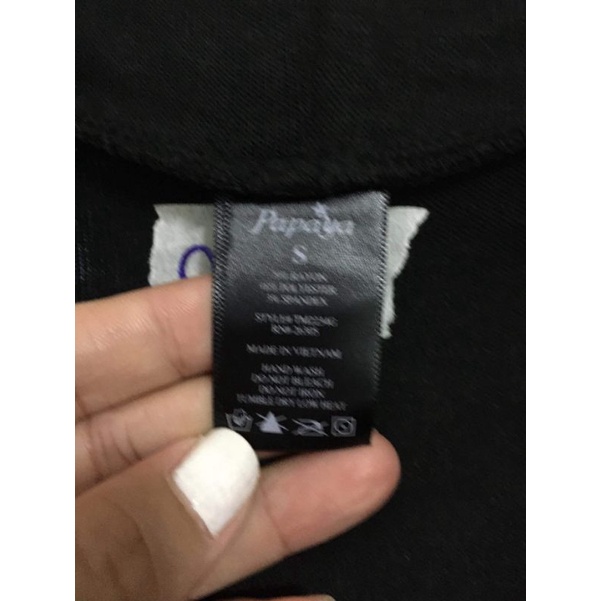 Papaya
S
RAYON
POLYESTER
SPANDEX
MADE IN VIETNAM
HAND WASH
DO NOT BLEACH
DO NOT IRON
TUMBLE DRY LOW HEAT